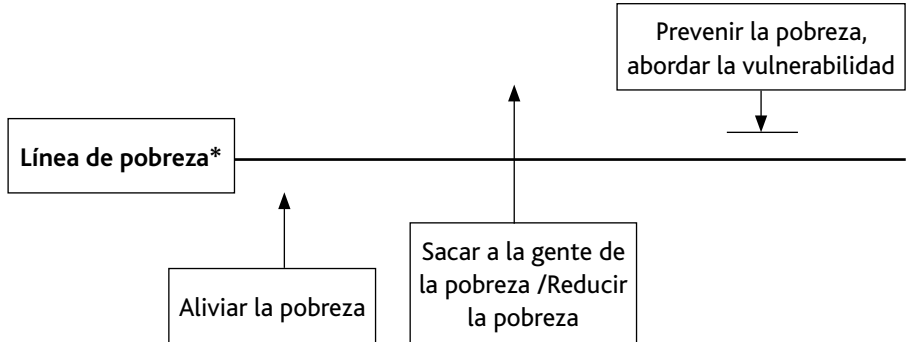 Prevenir la pobreza,
abordar la vulnerabilidad
Línea de pobreza*
Sacar a la gente de
la pobreza /Reducir
la pobreza
Aliviar la pobreza